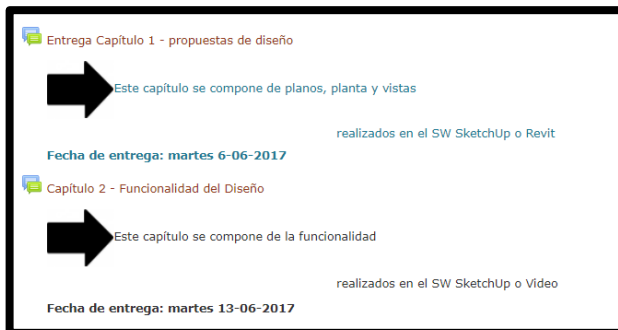 Entrega Capítulo 1 - propuestas de diseño
Este capítulo se compone de planos, planta y vistas
realizados en el SW SketchUp o Revit
Fecha de entrega: martes 6-06-2017
Capítulo 2 - Funcionalidad del Diseño
Este capítulo se compone de la funcionalidad
realizados en el SW SketchUp o Video
Fecha de entrega: martes 13-06-2017